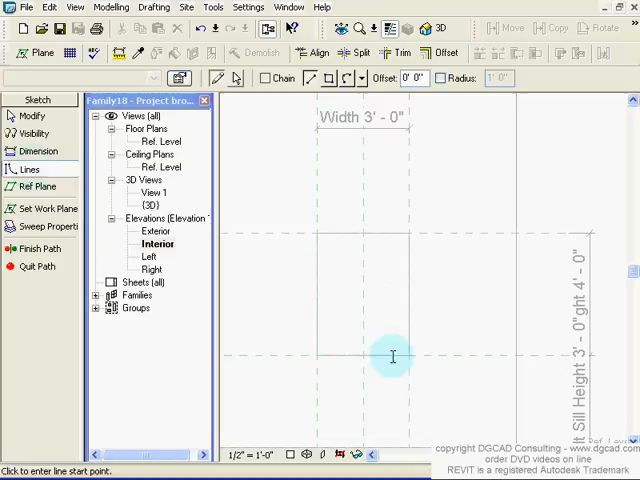 File Edit View Modelling Drafting Site Tools Settings Window Help
3D Move Copy Rotate
Plane Demolish Align Split Trim Offset
Chain Offset: 0' 0" Radius: 1' 0"
Sketch
Modify
Visibility
Dimension
Lines
Ref Plane
Set Work Plane
Sweep Properti
Finish Path
Quit Path
Family18 - Project brow
Views (all)
Floor Plans
Ref. Level
Ceiling Plans
Ref. Level
3D Views
View 1
{3D}
Elevations (Elevation
Exterior
Interior
Left
Right
Sheets (all)
Families
Groups
Width 3' - 0"
ght 4' - 0"
lt Sill Height 3' - 0"
1/2" = 1'-0"
Click to enter line start point.
copyright DGCAD Consulting - www.dgcad.com
order DVD videos on line
REVIT is a registered Autodesk Trademark